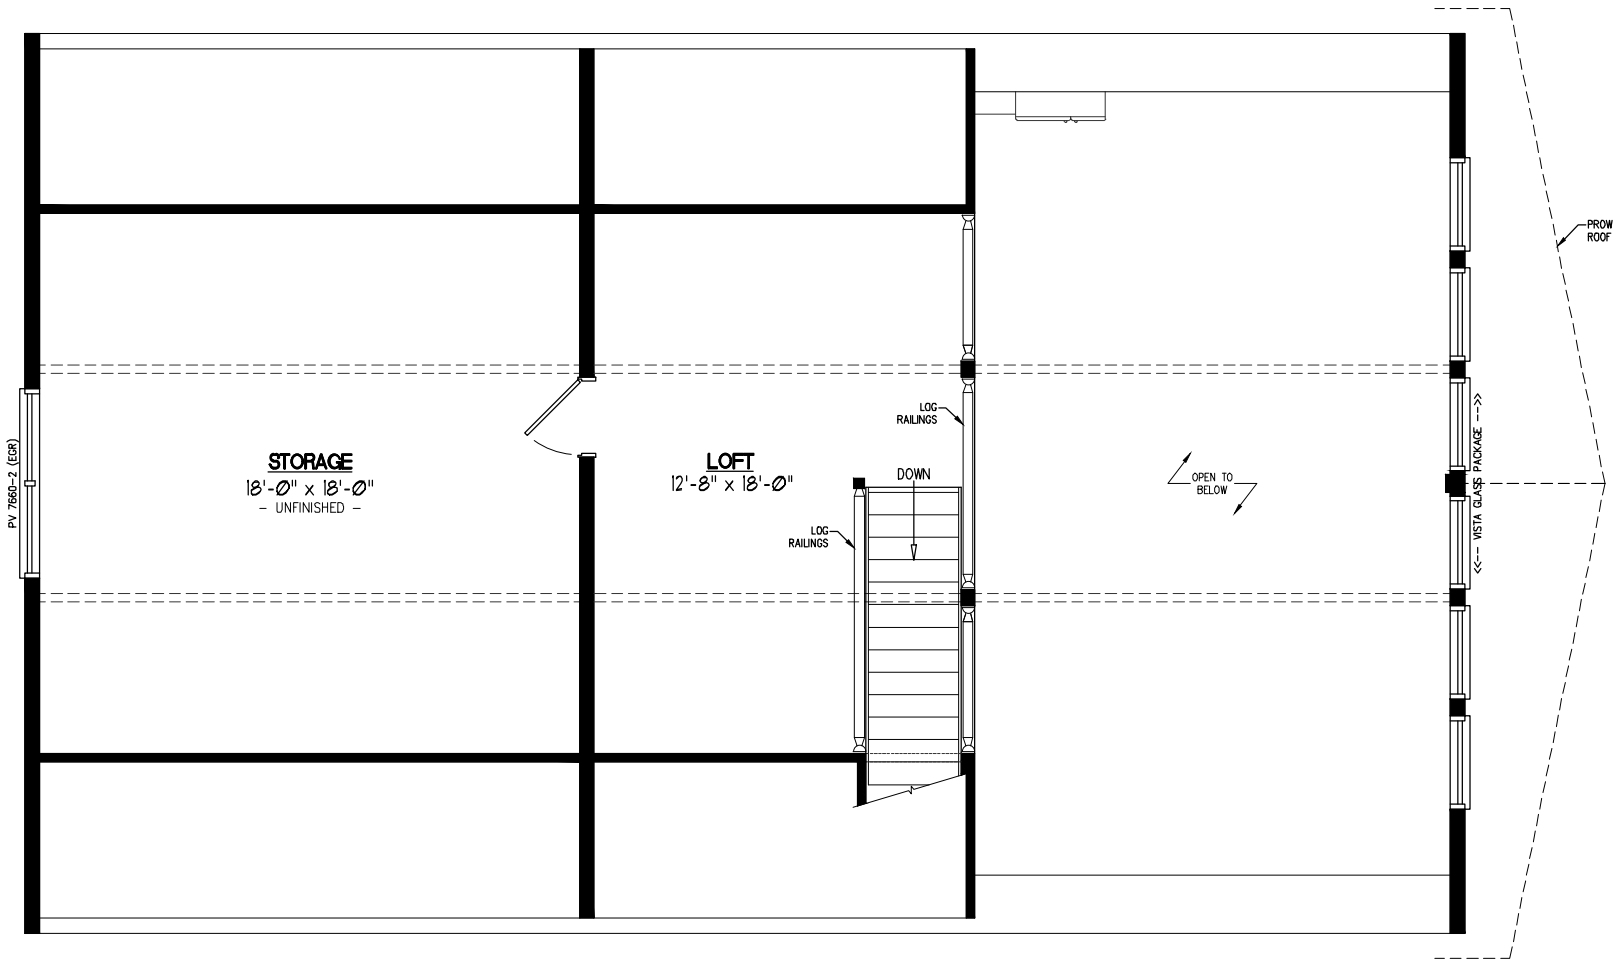 PROW
ROOF
LOG
RAILINGS
STORAGE
18'-0" x 18'-0"
- UNFINISHED -
LOFT
12'-8" x 18'-0"
DOWN
OPEN TO
BELOW
LOG
RAILINGS
PV 7660-2 (EGR)
<<--- VISTA GLASS PACKAGE --->>